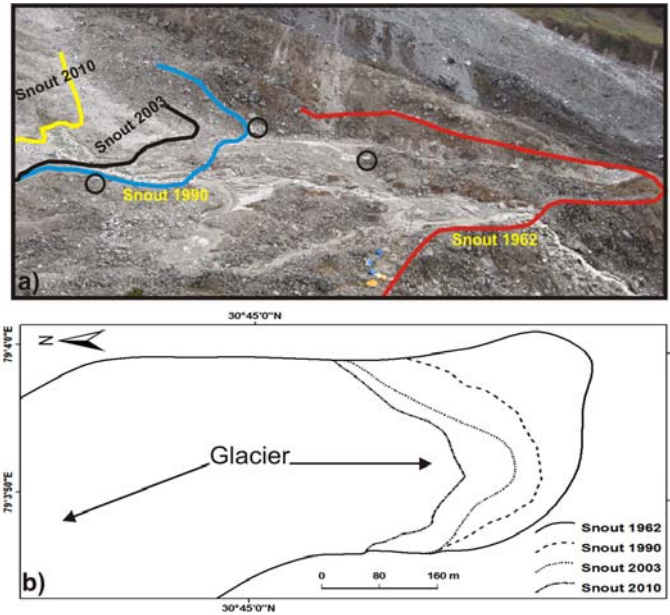 Snout 2010
Snout 2003
Snout 1990
Snout 1962
a)
30°45'0"N
79°4'0"E
N
Glacier
79°3'50"E
Snout 1962
Snout 1990
Snout 2003
Snout 2010
0 80 160 m
b)
30°45'0"N